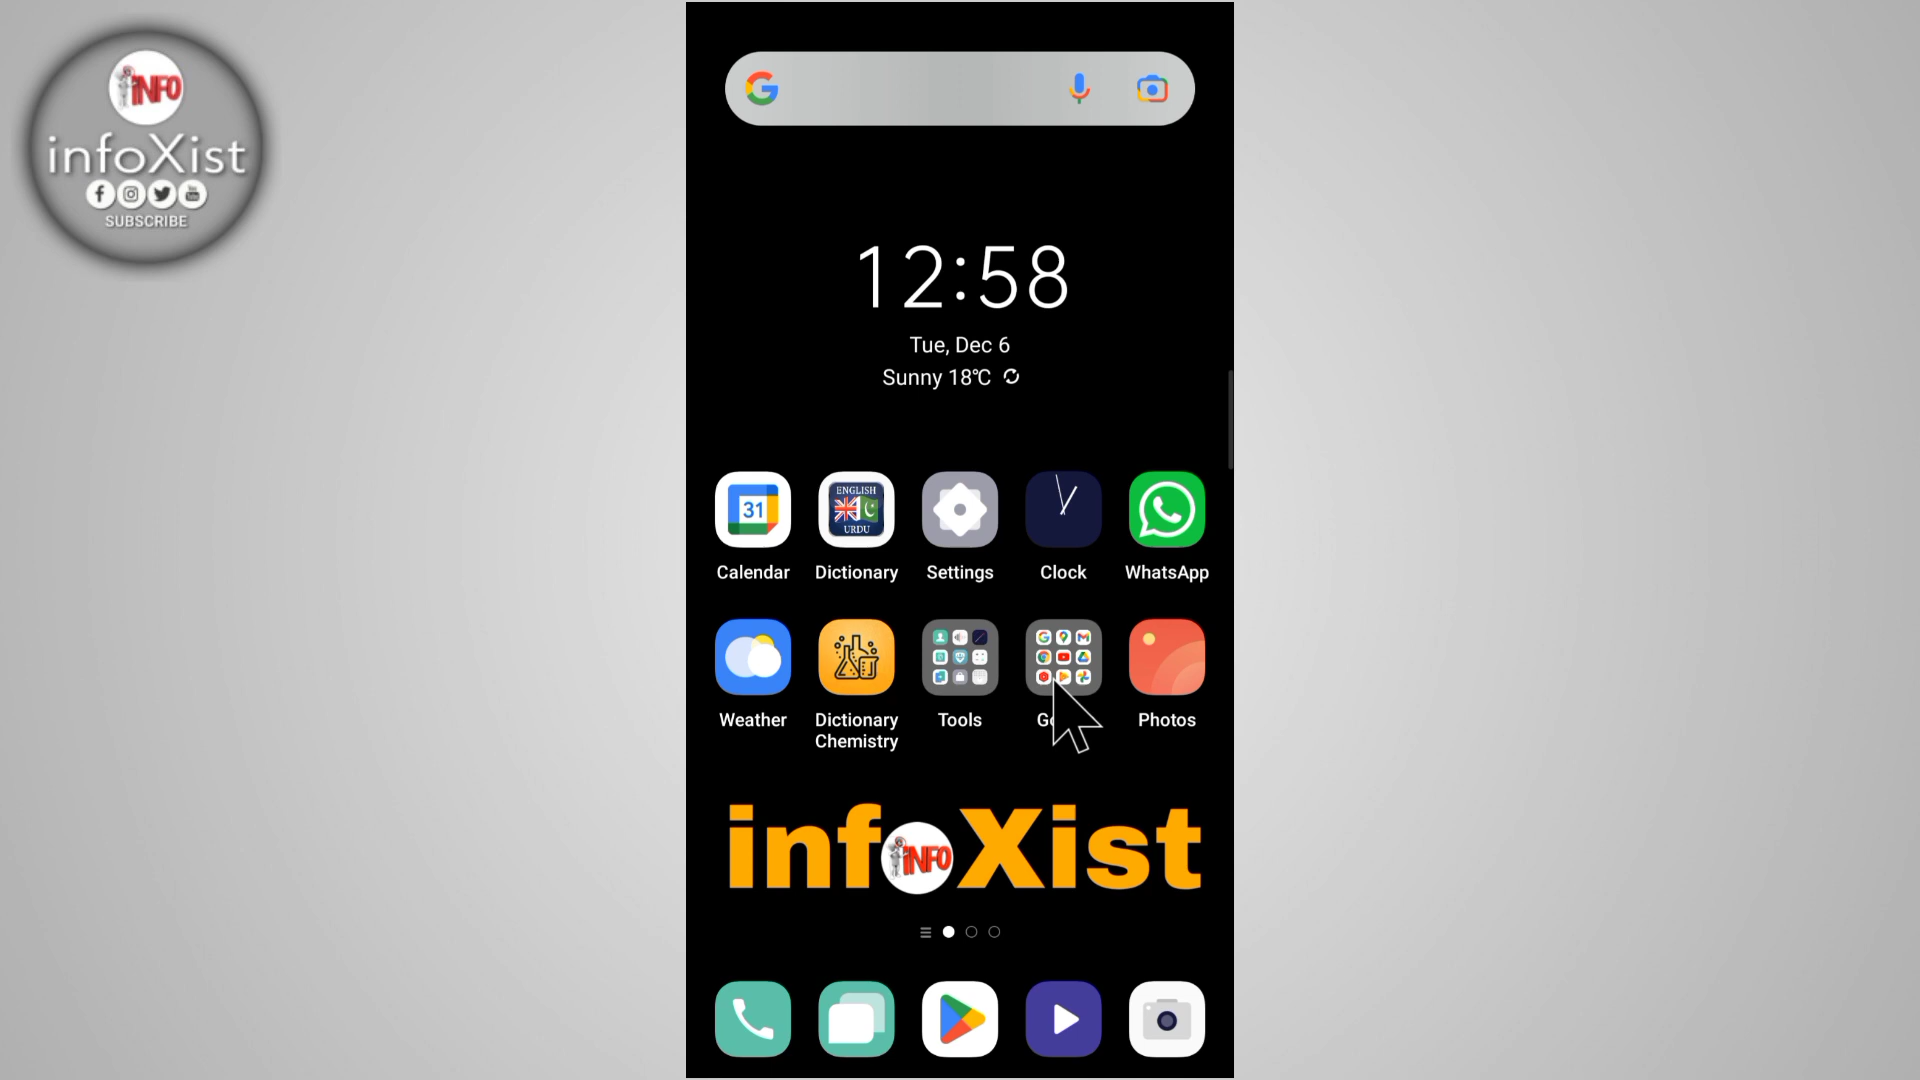 INFO
infoXist
SUBSCRIBE
12:58
Tue, Dec 6
Sunny 18℃
31
ENGLISH
URDU
Calendar Dictionary Settings Clock WhatsApp
Weather Dictionary Chemistry Tools Photos
infoXist
INFO